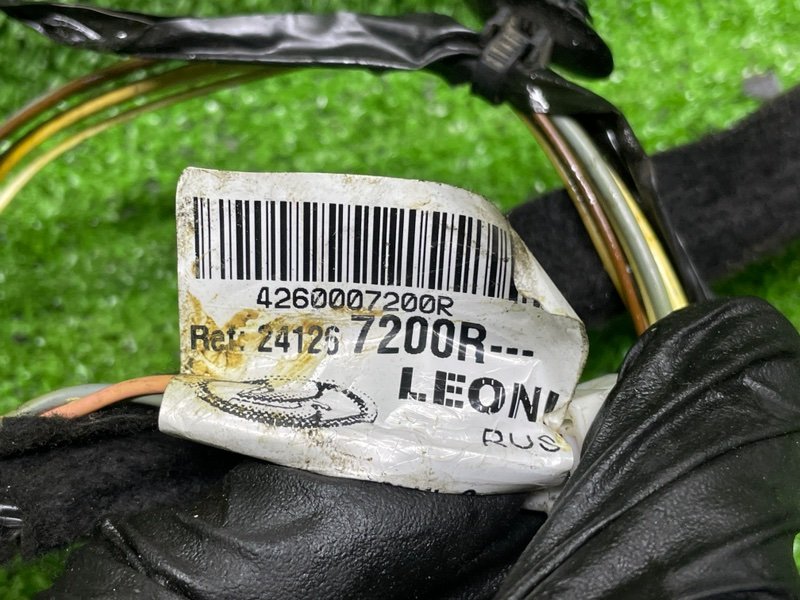 4260007200R
Ref: 24126 7200R---
LEONI
RUS